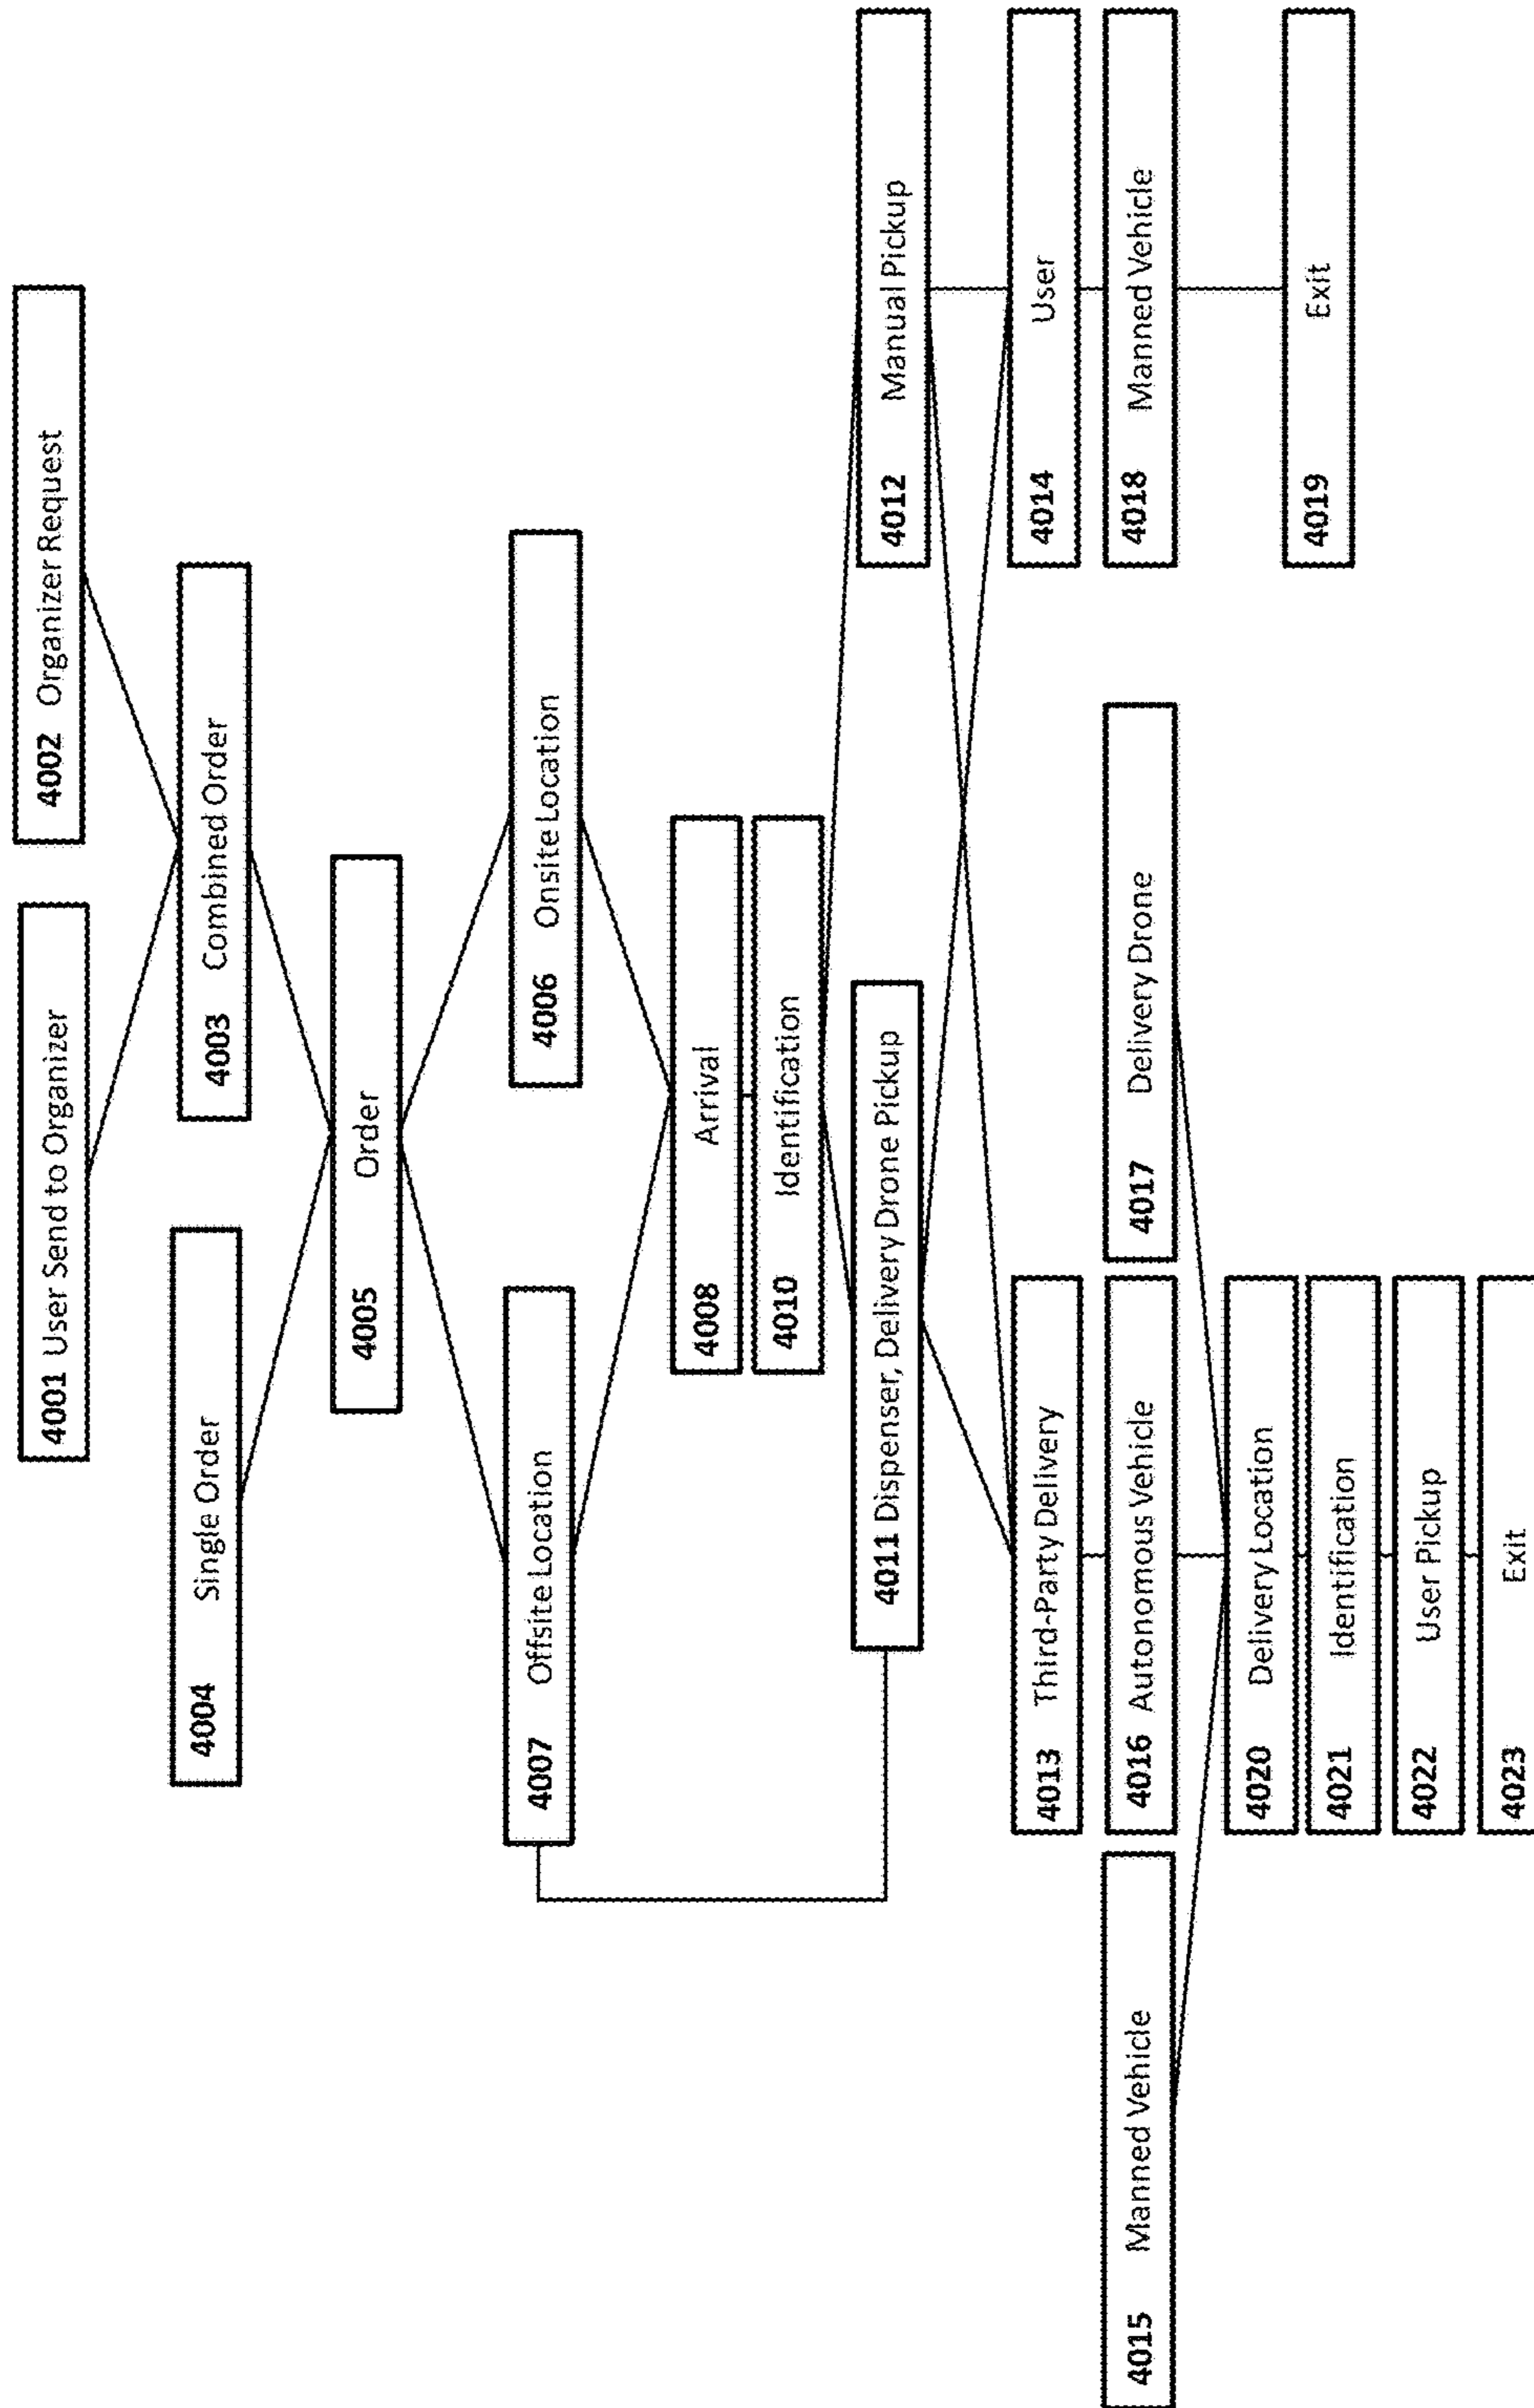 4001 User Send to Organizer
4002 Organizer Request
4004 Single Order
4003 Combined Order
4005 Order
4007 Offsite Location
4006 Onsite Location
4008 Arrival
4010 Identification
4011 Dispenser, Delivery Drone Pickup
4012 Manual Pickup
4013 Third-Party Delivery
4014 User
4015 Manned Vehicle
4016 Autonomous Vehicle
4017 Delivery Drone
4018 Manned Vehicle
4020 Delivery Location
4019 Exit
4021 Identification
4022 User Pickup
4023 Exit